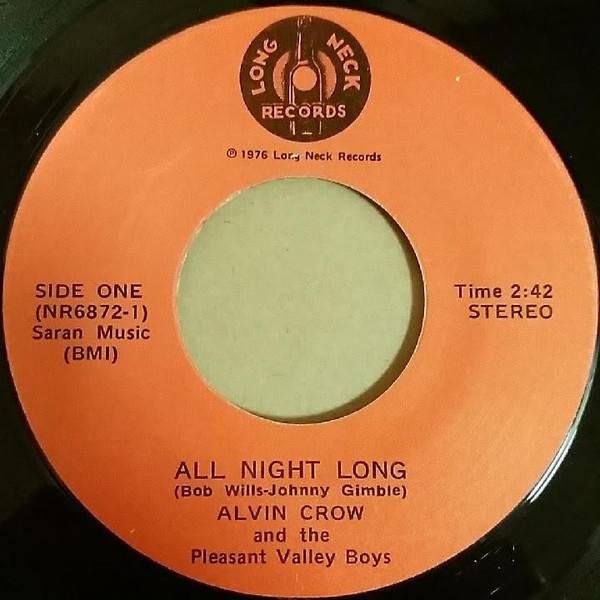 LONG NECK
RECORDS
℗ 1976 Long Neck Records
SIDE ONE
(NR6872-1)
Saran Music
(BMI)
Time 2:42
STEREO
ALL NIGHT LONG
(Bob Wills-Johnny Gimble)
ALVIN CROW
and the
Pleasant Valley Boys